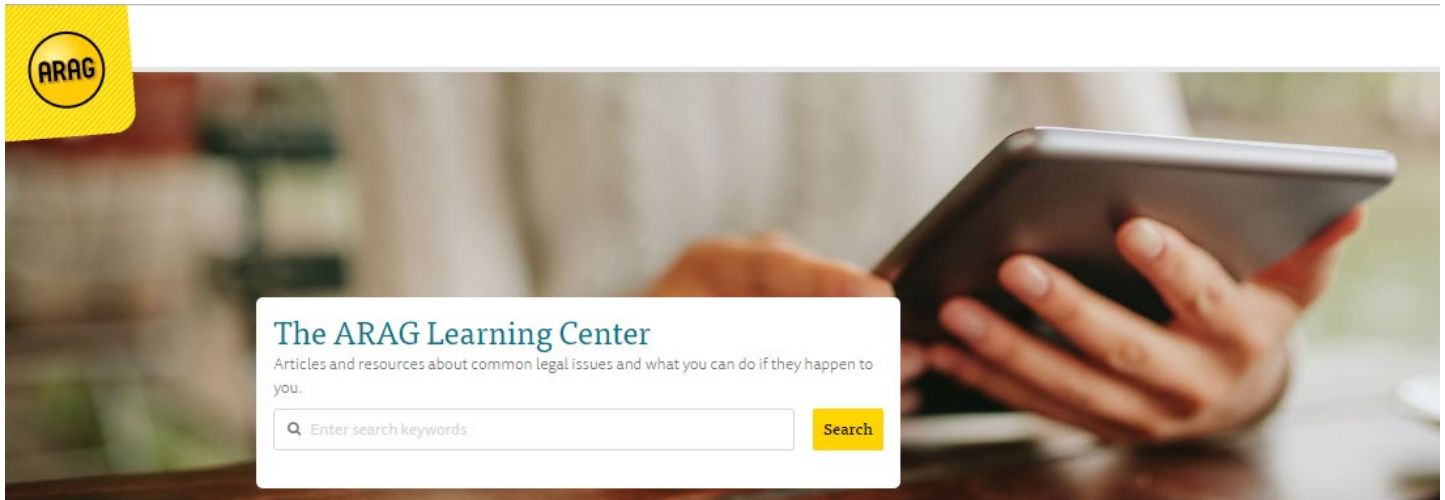 ARAG
The ARAG Learning Center
Articles and resources about common legal issues and what you can do if they happen to
you.
Enter search keywords
Search